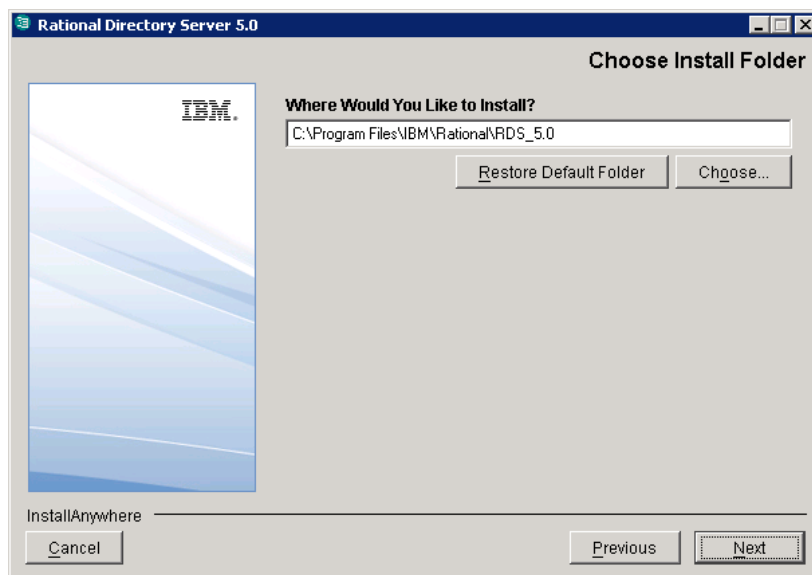 Rational Directory Server 5.0
Choose Install Folder
IBM.
Where Would You Like to Install?
C:\Program Files\IBM\Rational\RDS_5.0
Restore Default Folder
Choose...
InstallAnywhere
Cancel
Previous
Next